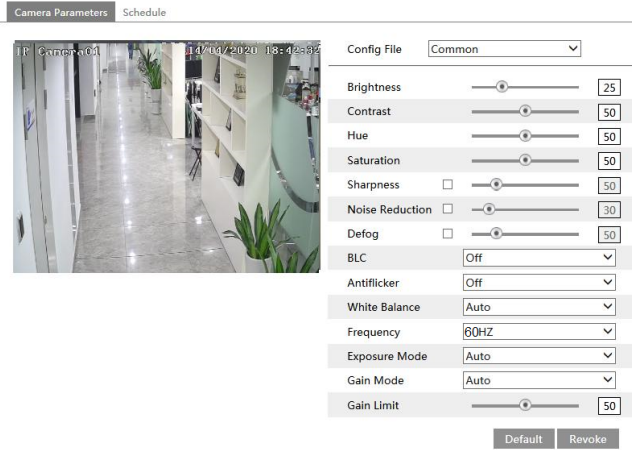 Camera Parameters Schedule
IP Camera01 14/04/2020 18:42:32
Config File Common
Brightness 25
Contrast 50
Hue 50
Saturation 50
Sharpness 50
Noise Reduction 30
Defog 50
BLC Off
Antiflicker Off
White Balance Auto
Frequency 60HZ
Exposure Mode Auto
Gain Mode Auto
Gain Limit 50
Default Revoke